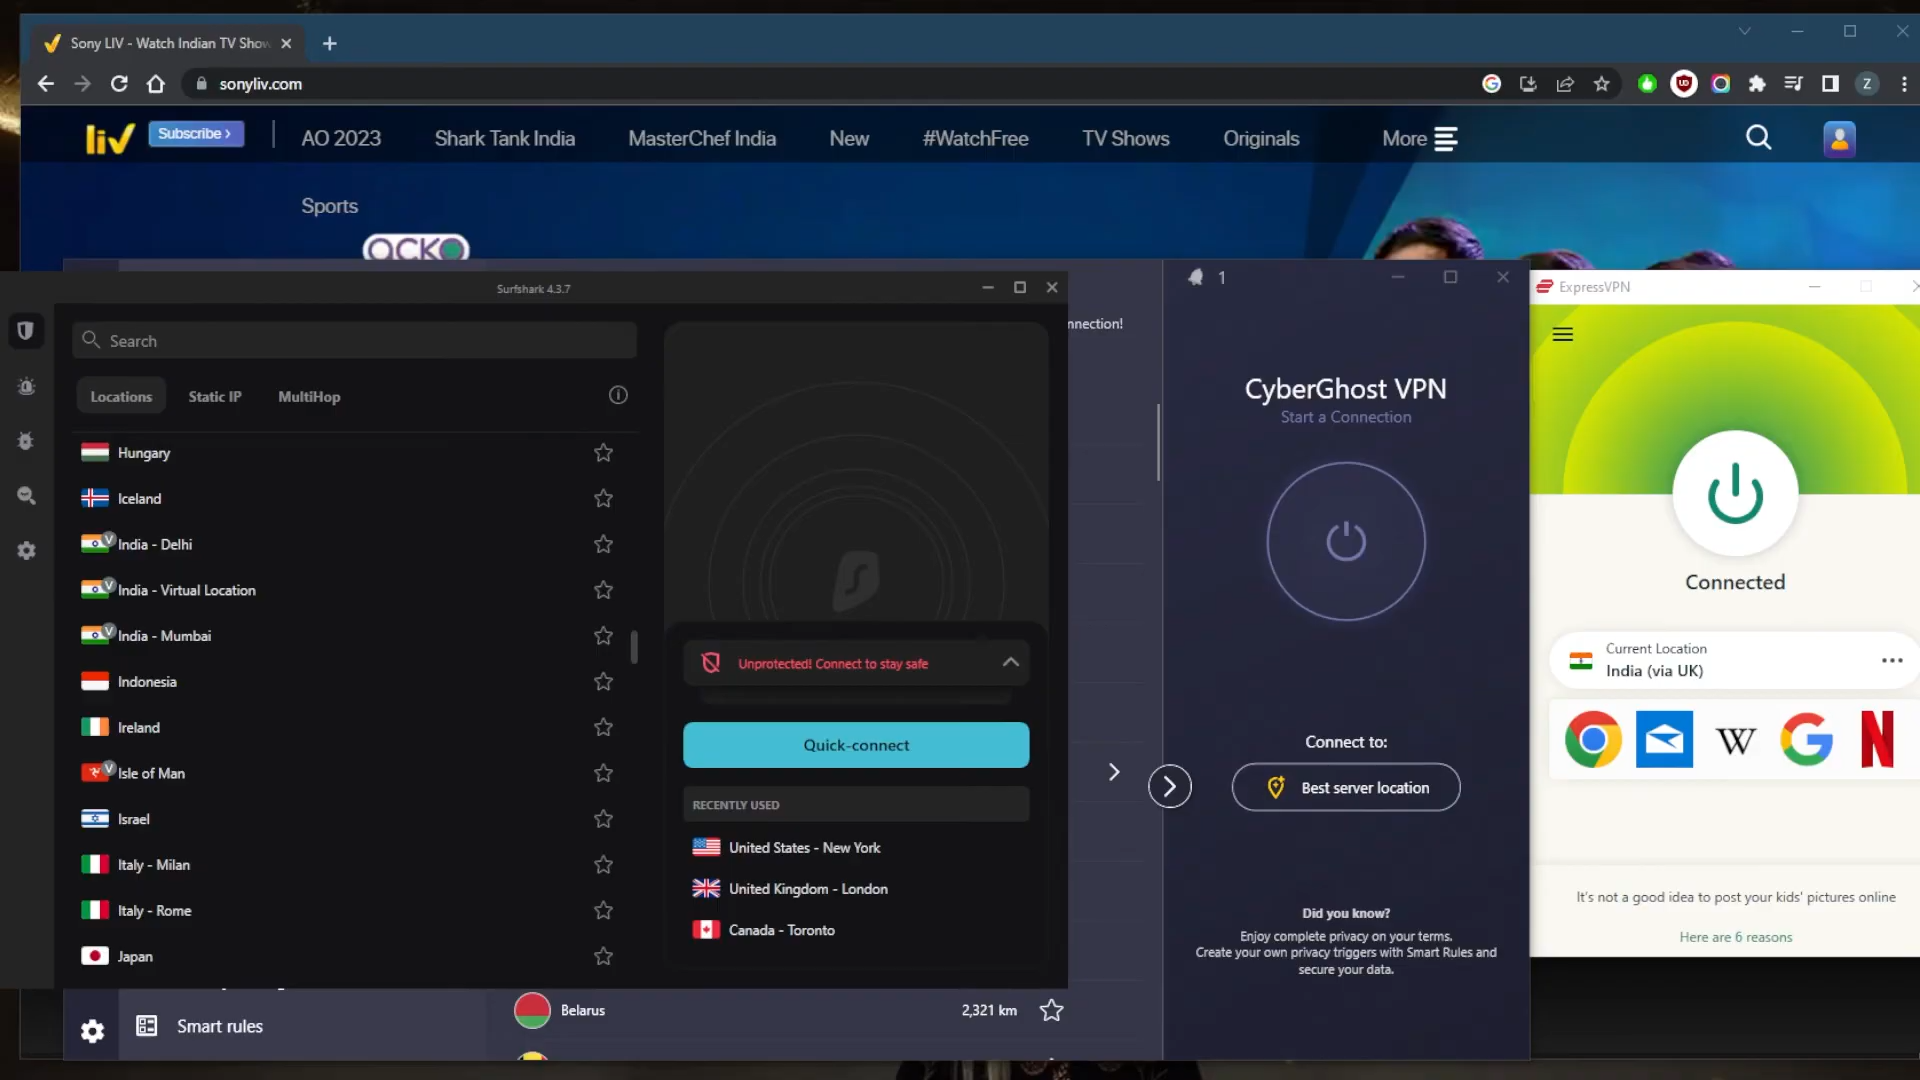 Sony LIV - Watch Indian TV Show
sonyliv.com
Z
liv
Subscribe >
AO 2023
Shark Tank India
MasterChef India
New
#WatchFree
TV Shows
Originals
More
Sports
OCKO
Surfshark 4.3.7
Search
Locations
Static IP
MultiHop
Hungary
Iceland
V India - Delhi
V India - Virtual Location
V India - Mumbai
Indonesia
Ireland
V Isle of Man
Israel
Italy - Milan
Italy - Rome
Japan
Unprotected! Connect to stay safe
Quick-connect
RECENTLY USED
United States - New York
United Kingdom - London
Canada - Toronto
nnection!
Smart rules
Belarus
2,321 km
1
CyberGhost VPN
Start a Connection
Connect to:
Best server location
Did you know?
Enjoy complete privacy on your terms.
Create your own privacy triggers with Smart Rules and
secure your data.
ExpressVPN
Connected
Current Location
India (via UK)
W
G
N
It's not a good idea to post your kids' pictures online
Here are 6 reasons